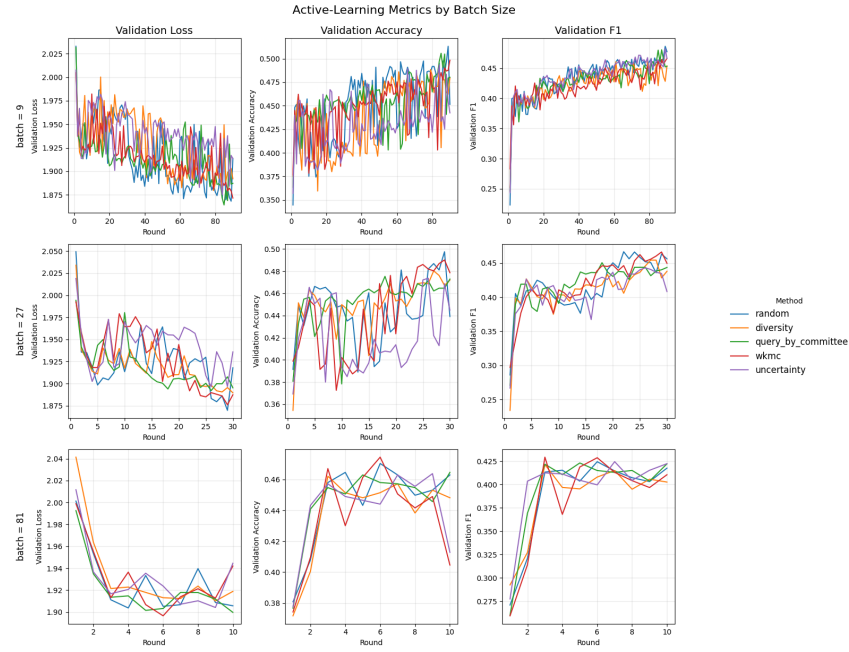 Active-Learning Metrics by Batch Size
Validation Loss
Validation Accuracy
Validation F1
batch = 9
Validation Loss
2.025
2.000
1.975
1.950
1.925
1.900
1.875
0 20 40 60 80
Round
Validation Accuracy
0.500
0.475
0.450
0.425
0.400
0.375
0.350
0 20 40 60 80
Round
Validation F1
0.45
0.40
0.35
0.30
0.25
0 20 40 60 80
Round
batch = 27
Validation Loss
2.050
2.025
2.000
1.975
1.950
1.925
1.900
1.875
0 5 10 15 20 25 30
Round
Validation Accuracy
0.50
0.48
0.46
0.44
0.42
0.40
0.38
0.36
0 5 10 15 20 25 30
Round
Validation F1
0.45
0.40
0.35
0.30
0.25
0 5 10 15 20 25 30
Round
Method
random
diversity
query_by_committee
wkmc
uncertainty
batch = 81
Validation Loss
2.04
2.02
2.00
1.98
1.96
1.94
1.92
1.90
2 4 6 8 10
Round
Validation Accuracy
0.46
0.44
0.42
0.40
0.38
2 4 6 8 10
Round
Validation F1
0.425
0.400
0.375
0.350
0.325
0.300
0.275
2 4 6 8 10
Round